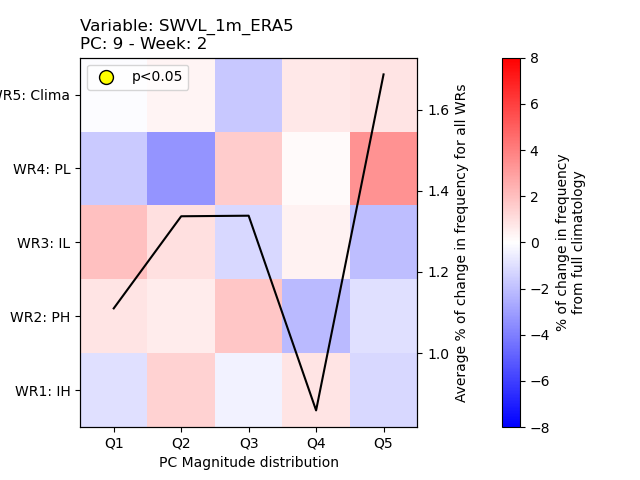 Variable: SWVL_1m_ERA5
PC: 9 - Week: 2
p<0.05
WR5: Clima
WR4: PL
WR3: IL
WR2: PH
WR1: IH
Q1 Q2 Q3 Q4 Q5
PC Magnitude distribution
1.6
1.4
1.2
1.0
Average % of change in frequency for all WRs
8
6
4
2
0
−2
−4
−6
−8
% of change in frequency
from full climatology